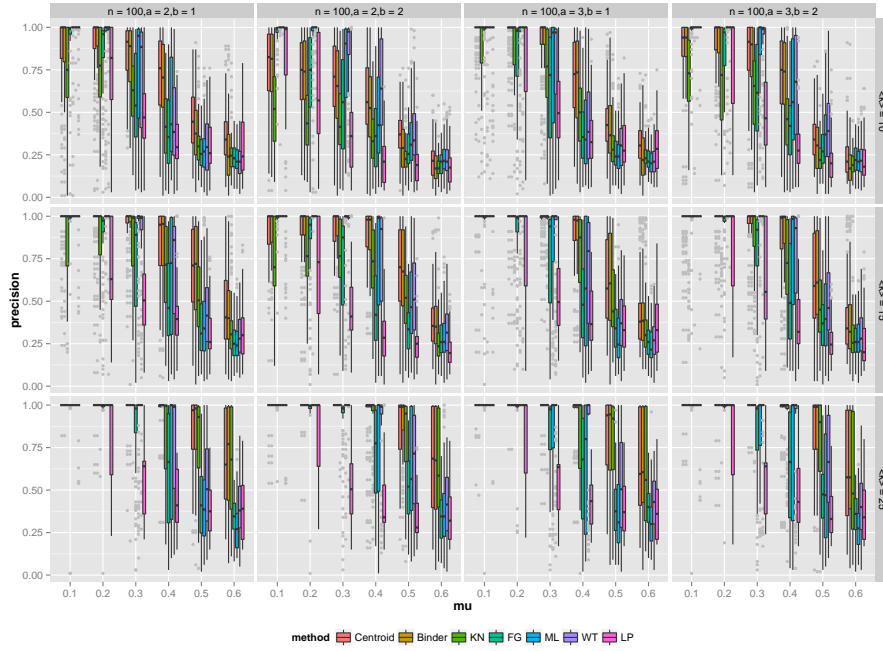 n = 100,a = 2,b = 1
n = 100,a = 2,b = 2
n = 100,a = 3,b = 1
n = 100,a = 3,b = 2
1.00
0.75
0.50
0.25
0.00
1.00
0.75
0.50
0.25
0.00
1.00
0.75
0.50
0.25
0.00
precision
0.1 0.2 0.3 0.4 0.5 0.6
0.1 0.2 0.3 0.4 0.5 0.6
0.1 0.2 0.3 0.4 0.5 0.6
0.1 0.2 0.3 0.4 0.5 0.6
mu
method Centroid Binder KN FG ML WT LP